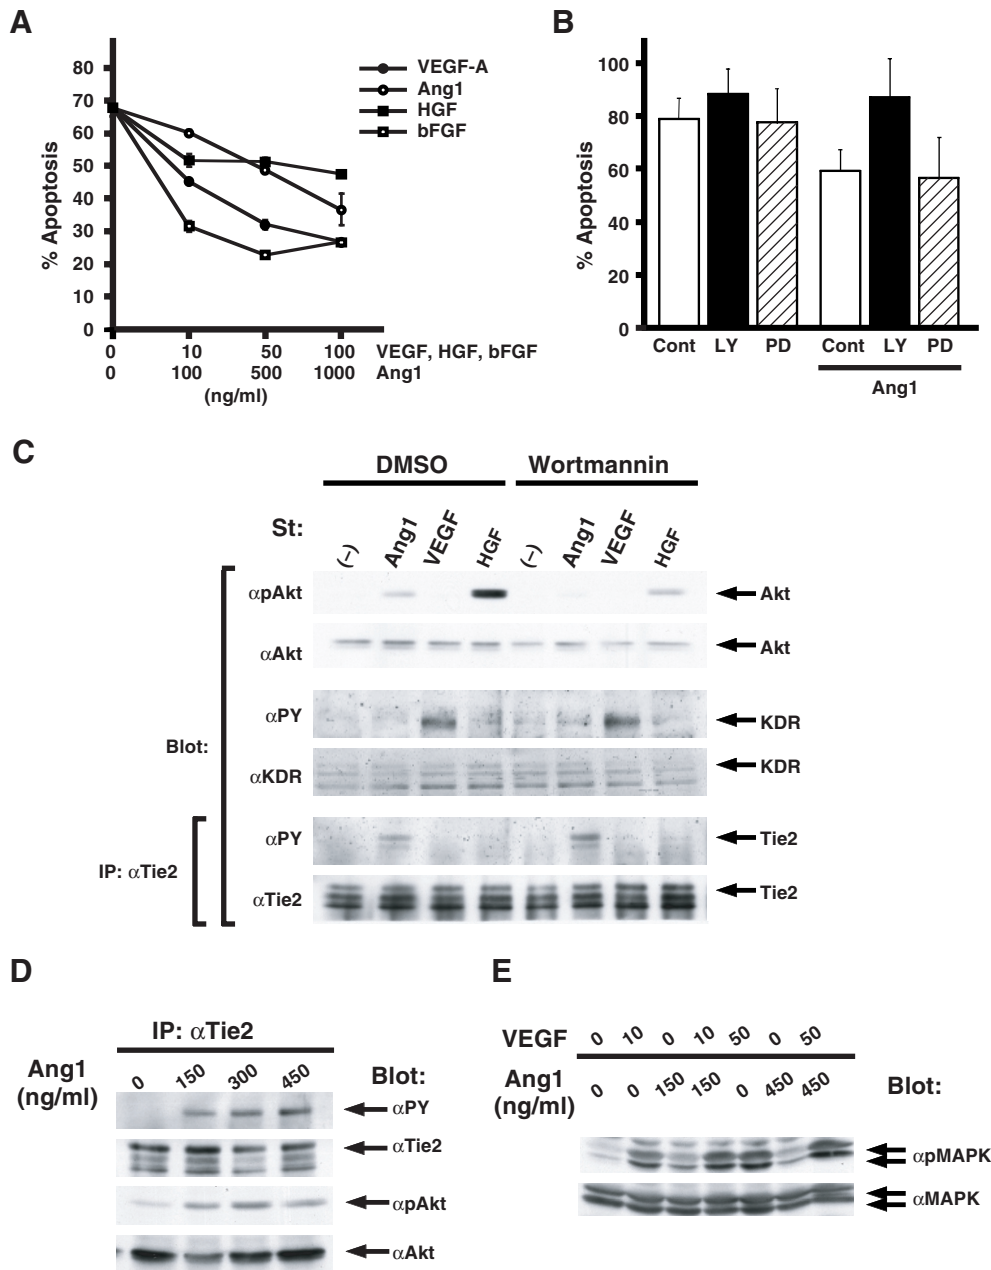 A
80
70
60
50
40
30
20
10
0
% Apoptosis
VEGF-A
Ang1
HGF
bFGF
0 10 50 100 VEGF, HGF, bFGF
0 100 500 1000 Ang1
(ng/ml)
B
100
80
60
40
20
0
% Apoptosis
Cont LY PD Cont LY PD
Ang1
C
DMSO Wortmannin
St:
(–) Ang1 VEGF HGF (–) Ang1 VEGF HGF
αpAkt Akt
αAkt Akt
αPY KDR
Blot:
αKDR KDR
αPY Tie2
IP: αTie2
αTie2 Tie2
D
IP: αTie2
Ang1
(ng/ml)
0 150 300 450
Blot:
αPY
αTie2
αpAkt
αAkt
E
VEGF 0 10 0 10 50 0 50
Ang1
(ng/ml)
0 0 150 150 0 450 450
Blot:
αpMAPK
αMAPK